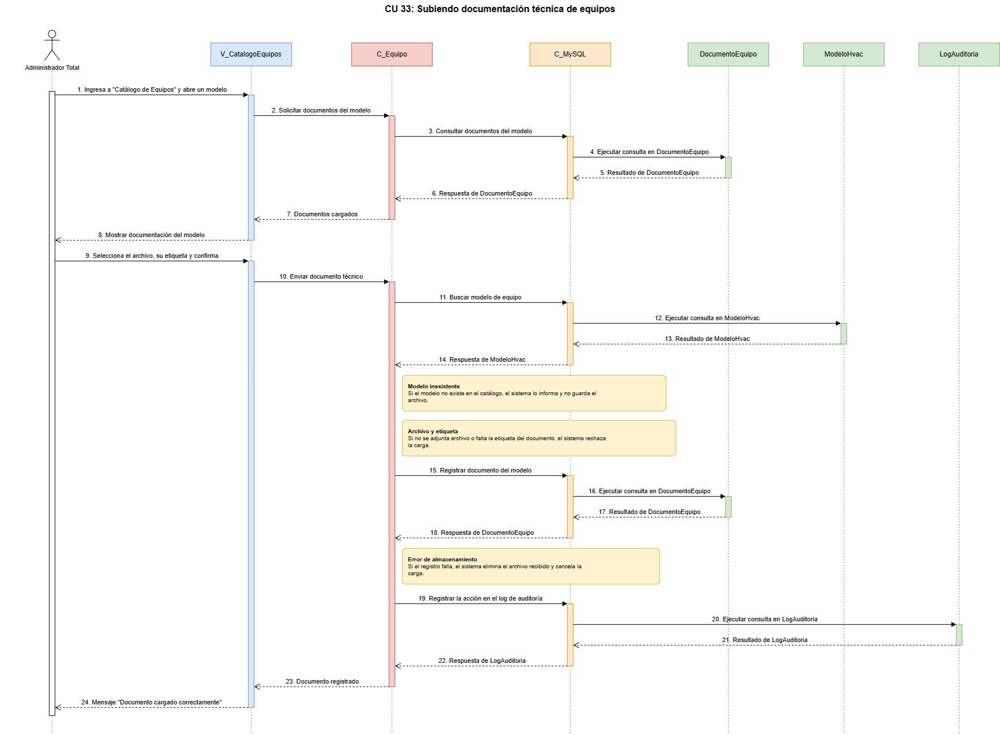 CU 33: Subiendo documentación técnica de equipos
Administrador Total
V_CatalogoEquipos
C_Equipo
C_MySQL
DocumentoEquipo
ModeloHvac
LogAuditoria
1. Ingresa a "Catálogo de Equipos" y abre un modelo
2. Solicitar documentos del modelo
3. Consultar documentos del modelo
4. Ejecutar consulta en DocumentoEquipo
5. Resultado de DocumentoEquipo
6. Respuesta de DocumentoEquipo
7. Documentos cargados
8. Mostrar documentación del modelo
9. Selecciona el archivo, su etiqueta y confirma
10. Enviar documento técnico
11. Buscar modelo de equipo
12. Ejecutar consulta en ModeloHvac
13. Resultado de ModeloHvac
14. Respuesta de ModeloHvac
Modelo inexistente
Si el modelo no existe en el catálogo, el sistema lo informa y no guarda el
archivo.
Archivo y etiqueta
Si no se adjunta archivo o falta la etiqueta del documento, el sistema rechaza
la carga.
15. Registrar documento del modelo
16. Ejecutar consulta en DocumentoEquipo
17. Resultado de DocumentoEquipo
18. Respuesta de DocumentoEquipo
Error de almacenamiento
Si el registro falla, el sistema elimina el archivo recibido y cancela la
carga.
19. Registrar la acción en el log de auditoría
20. Ejecutar consulta en LogAuditoria
21. Resultado de LogAuditoria
22. Respuesta de LogAuditoria
23. Documento registrado
24. Mensaje "Documento cargado correctamente"